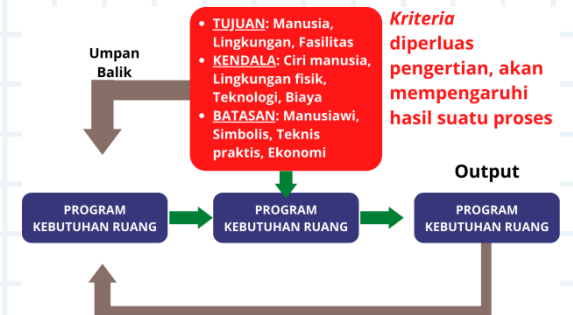 Umpan
Balik
• TUJUAN: Manusia,
Lingkungan, Fasilitas
• KENDALA: Ciri manusia,
Lingkungan fisik,
Teknologi, Biaya
• BATASAN: Manusiawi,
Simbolis, Teknis
praktis, Ekonomi
Kriteria
diperluas
pengertian, akan
mempengaruhi
hasil suatu proses
Output
PROGRAM
KEBUTUHAN RUANG
PROGRAM
KEBUTUHAN RUANG
PROGRAM
KEBUTUHAN RUANG